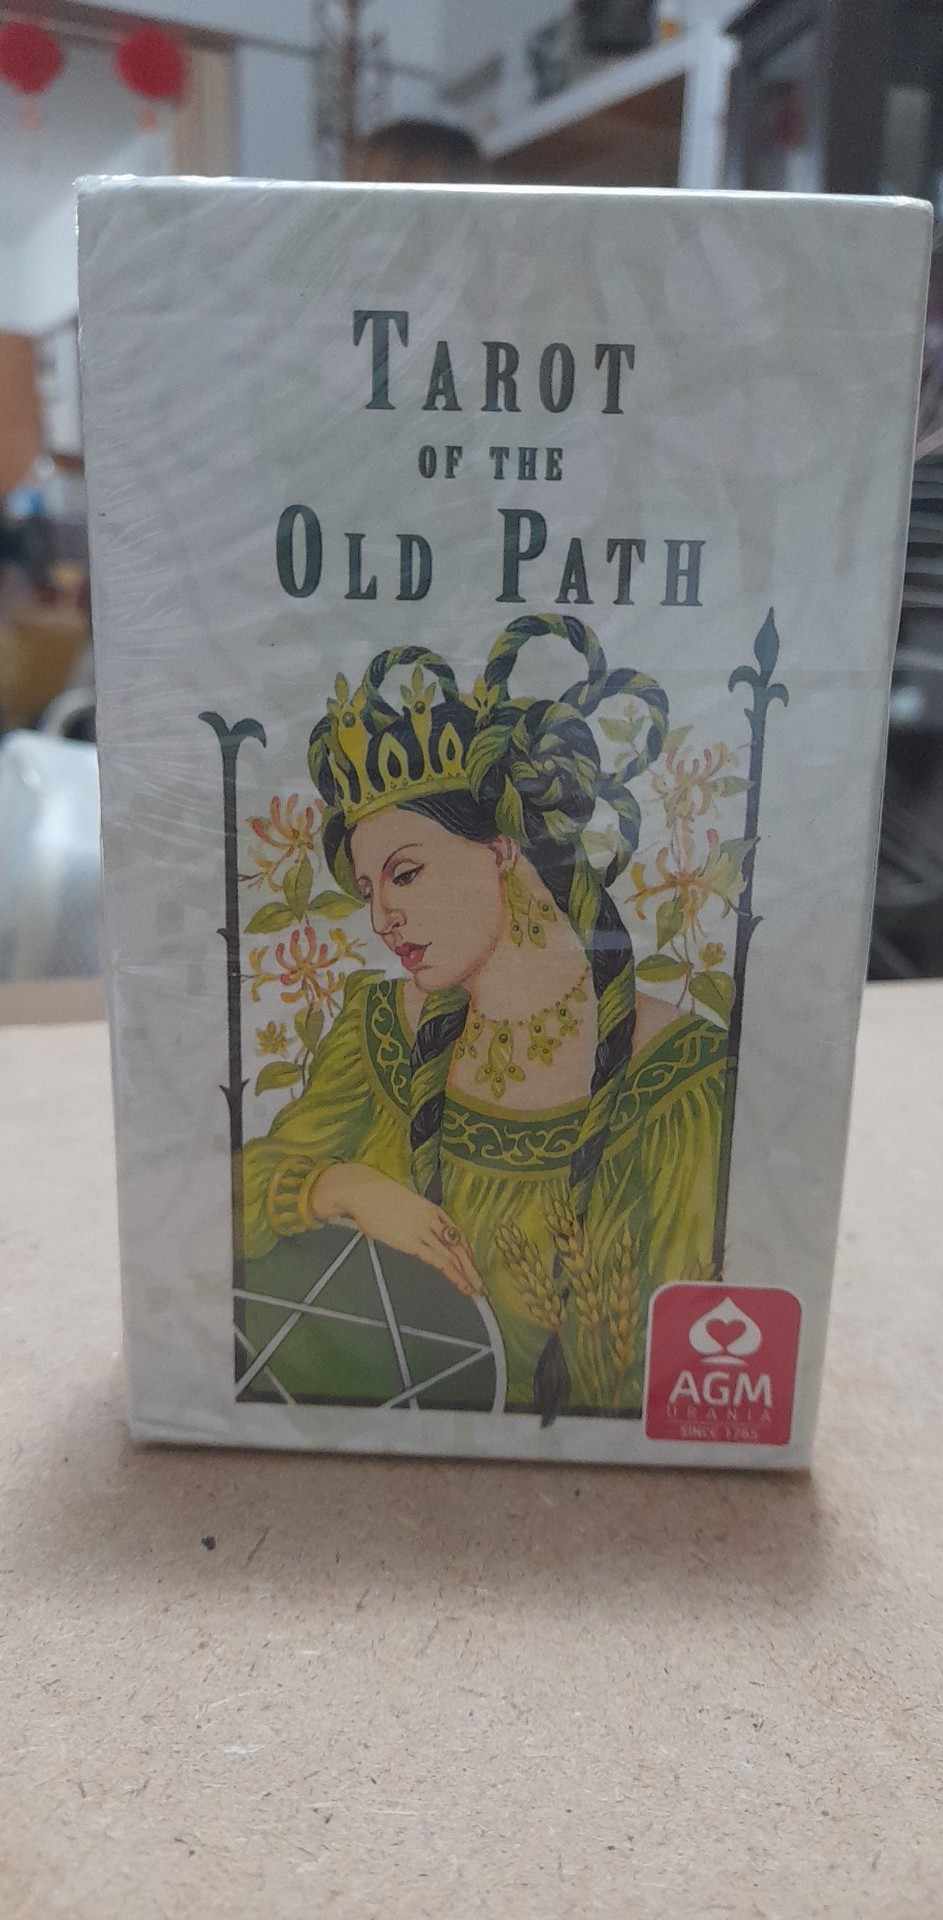 TAROT
OF THE
OLD PATH
AGM
URANIA
SINCE 1765